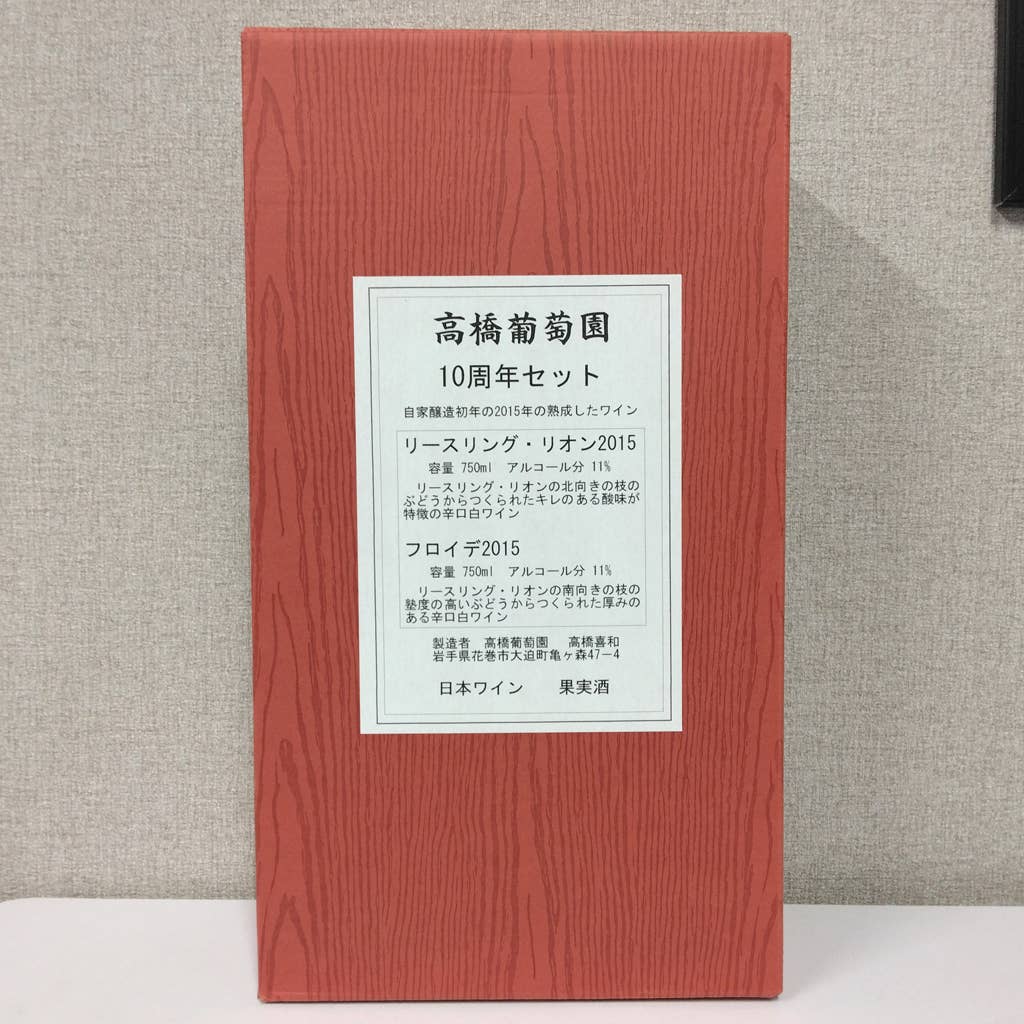 高橋葡萄園
10周年セット
自家醸造初年の2015年の熟成したワイン
リースリング・リオン2015
容量 750ml アルコール分 11%
リースリング・リオンの北向きの枝の
ぶどうからつくられたキレのある酸味が
特徴の辛口白ワイン
フロイデ2015
容量 750ml アルコール分 11%
リースリング・リオンの南向きの枝の
塾度の高いぶどうからつくられた厚みの
ある辛口白ワイン
製造者 高橋葡萄園 高橋喜和
岩手県花巻市大迫町亀ヶ森47−4
日本ワイン 果実酒